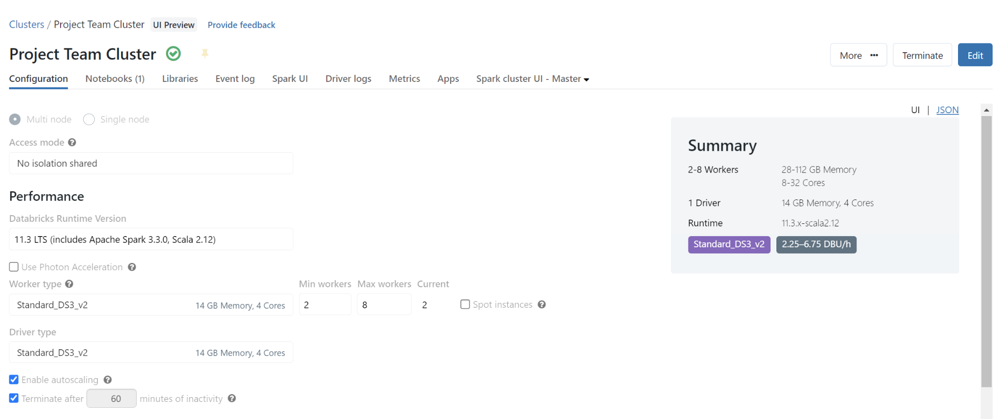 Clusters / Project Team Cluster UI Preview Provide feedback
Project Team Cluster
More ••• Terminate Edit
Configuration Notebooks (1) Libraries Event log Spark UI Driver logs Metrics Apps Spark cluster UI - Master
UI | JSON
Multi node Single node
Access mode ?
No isolation shared
Performance
Databricks Runtime Version
11.3 LTS (includes Apache Spark 3.3.0, Scala 2.12)
Use Photon Acceleration ?
Worker type ? Min workers Max workers Current
Standard_DS3_v2 14 GB Memory, 4 Cores 2 8 2 Spot instances ?
Driver type
Standard_DS3_v2 14 GB Memory, 4 Cores
Enable autoscaling ?
Terminate after 60 minutes of inactivity ?
Summary
2-8 Workers 28-112 GB Memory
8-32 Cores
1 Driver 14 GB Memory, 4 Cores
Runtime 11.3.x-scala2.12
Standard_DS3_v2 2.25–6.75 DBU/h